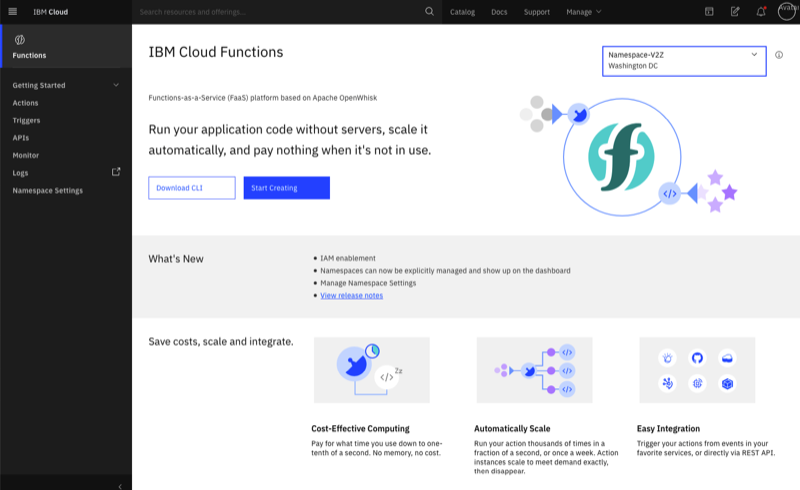 IBM Cloud
Search resources and offerings...
Catalog
Docs
Support
Manage
Avatar
Functions
Getting Started
Actions
Triggers
APIs
Monitor
Logs
Namespace Settings
IBM Cloud Functions
Namespace-V2Z
Washington DC
Functions-as-a-Service (FaaS) platform based on Apache OpenWhisk
Run your application code without servers, scale it
automatically, and pay nothing when it's not in use.
Download CLI
Start Creating
</>
What's New
IAM enablement
Namespaces can now be explicitly managed and show up on the dashboard
Manage Namespace Settings
View release notes
Save costs, scale and integrate.
</>
Zz
</>
</>
</>
Cost-Effective Computing
Pay for what time you use down to one-
tenth of a second. No memory, no cost.
Automatically Scale
Run your action thousands of times in a
fraction of a second, or once a week. Action
instances scale to meet demand exactly,
then disappear.
Easy Integration
Trigger your actions from events in your
favorite services, or directly via REST API.